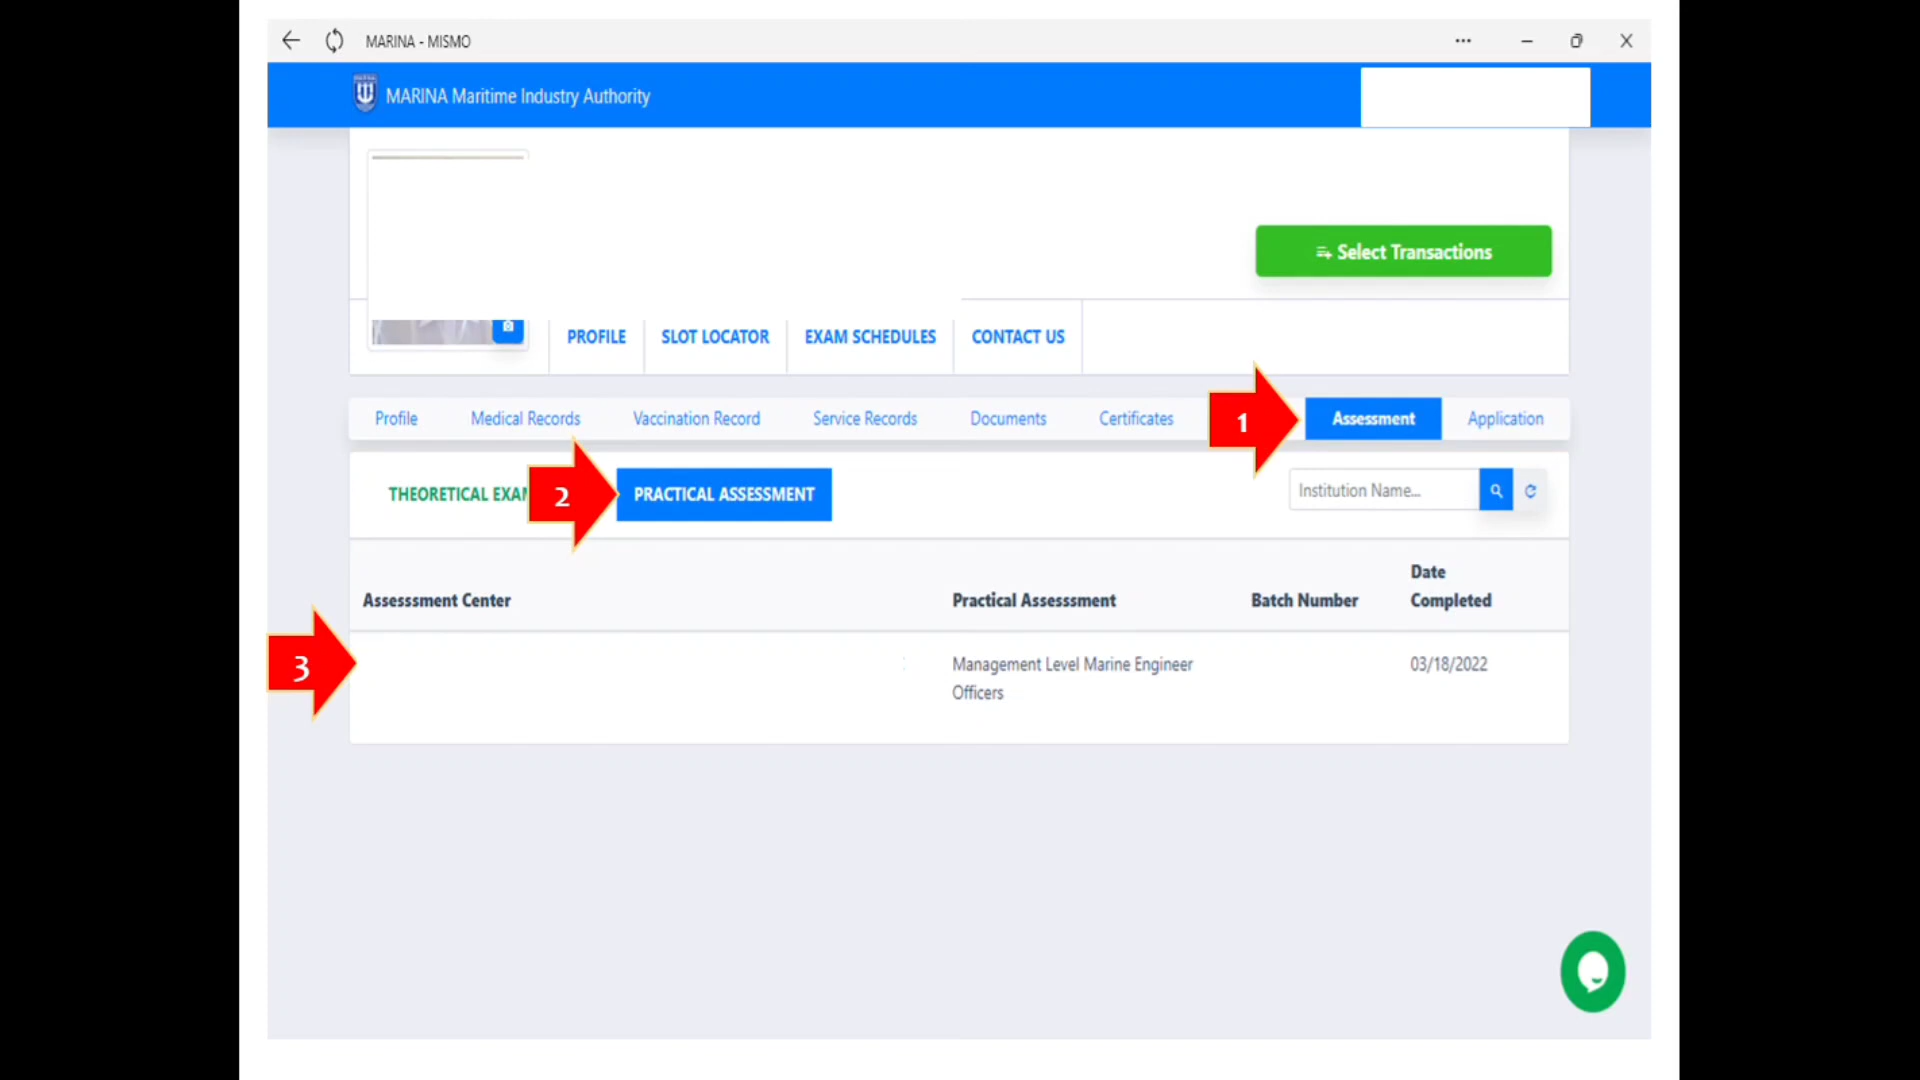 MARINA - MISMO
MARINA Maritime Industry Authority
Select Transactions
PROFILE SLOT LOCATOR EXAM SCHEDULES CONTACT US
Profile Medical Records Vaccination Record Service Records Documents Certificates 1 Assessment Application
THEORETICAL EXAM 2 PRACTICAL ASSESSMENT Institution Name...
Date
Assesssment Center Practical Assesssment Batch Number Completed
3 Management Level Marine Engineer 03/18/2022
Officers